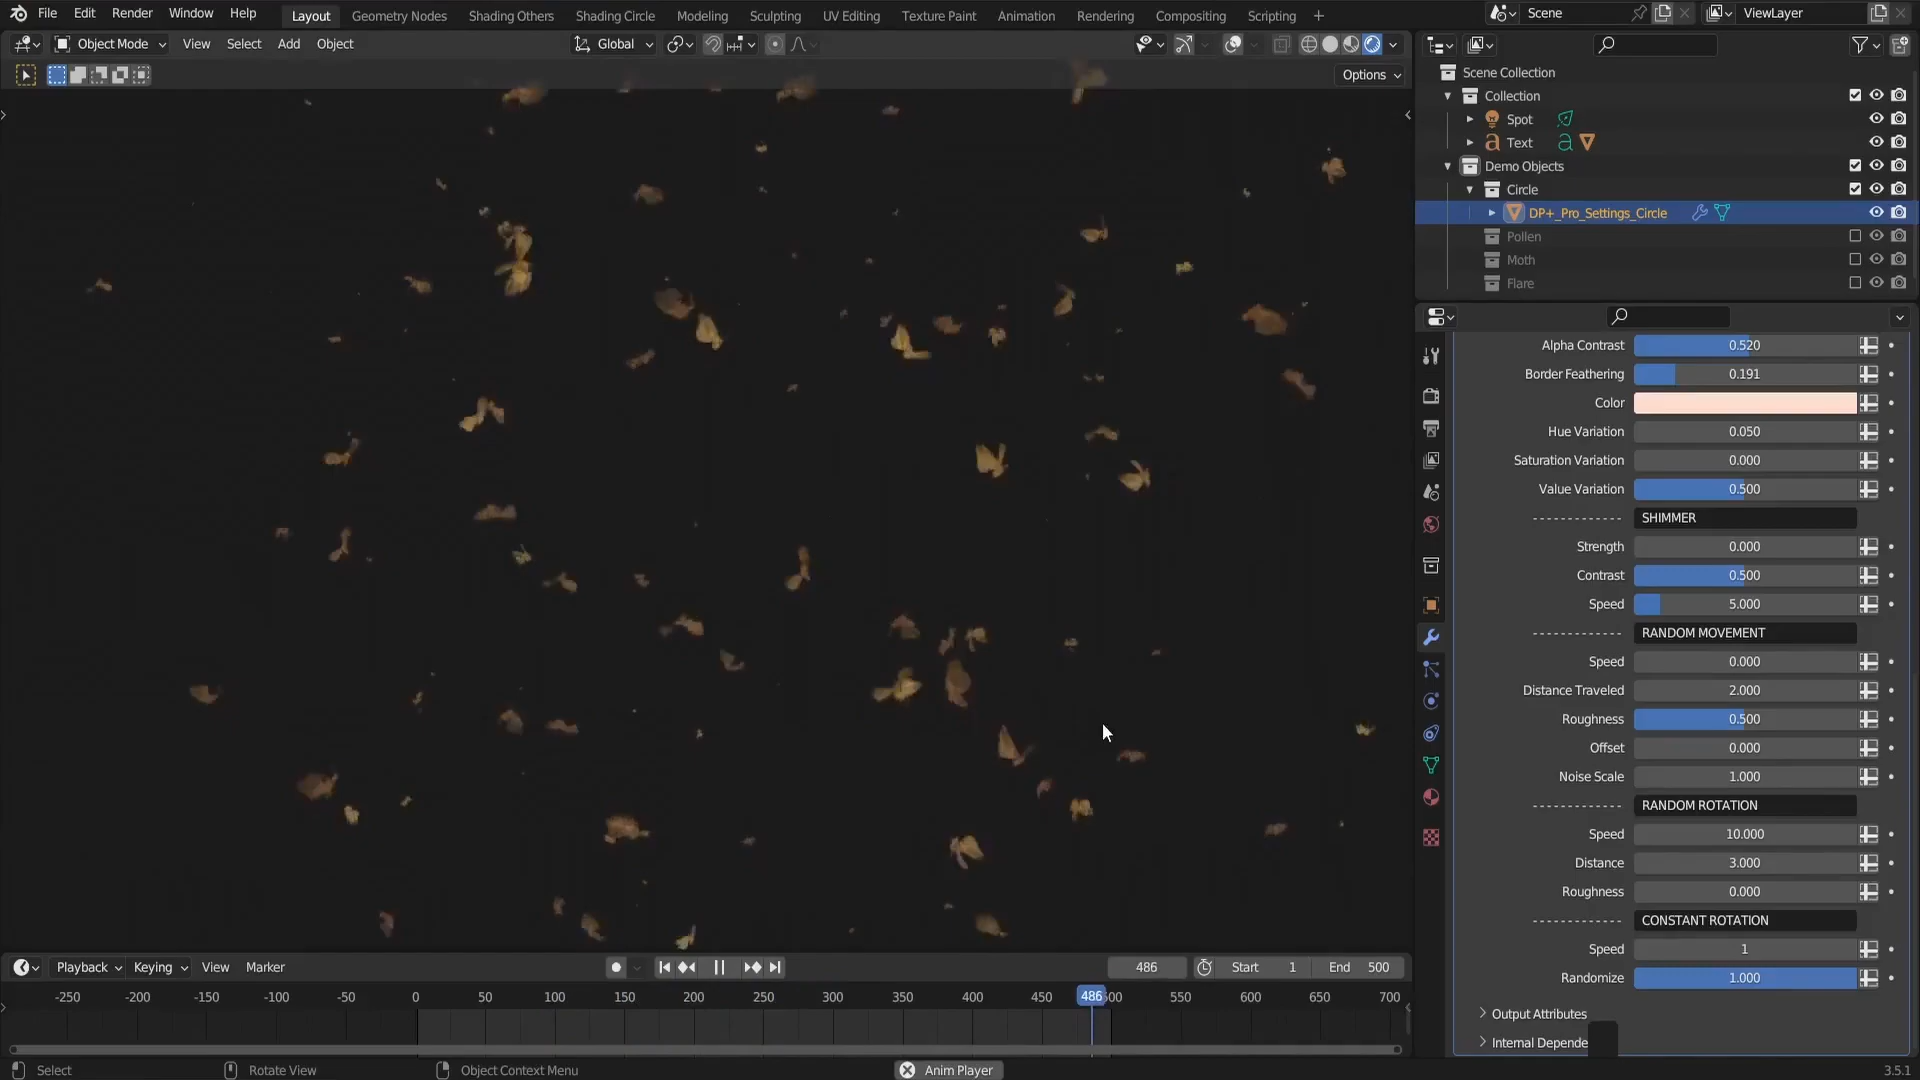 File Edit Render Window Help Layout Geometry Nodes Shading Others Shading Circle Modeling Sculpting UV Editing Texture Paint Animation Rendering Compositing Scripting + Scene ViewLayer
Object Mode View Select Add Object Global
Options
Scene Collection
Collection
Spot
Text
Demo Objects
Circle
DP+_Pro_Settings_Circle
Pollen
Moth
Flare
Alpha Contrast 0.520
Border Feathering 0.191
Color
Hue Variation 0.050
Saturation Variation 0.000
Value Variation 0.500
------------ SHIMMER
Strength 0.000
Contrast 0.500
Speed 5.000
------------ RANDOM MOVEMENT
Speed 0.000
Distance Traveled 2.000
Roughness 0.500
Offset 0.000
Noise Scale 1.000
------------ RANDOM ROTATION
Speed 10.000
Distance 3.000
Roughness 0.000
------------ CONSTANT ROTATION
Speed 1
Randomize 1.000
Output Attributes
Internal Depende
Playback Keying View Marker 486 Start 1 End 500
-250 -200 -150 -100 -50 0 50 100 150 200 250 300 350 400 450 486 500 550 600 650 700
Select Rotate View Object Context Menu Anim Player 3.5.1